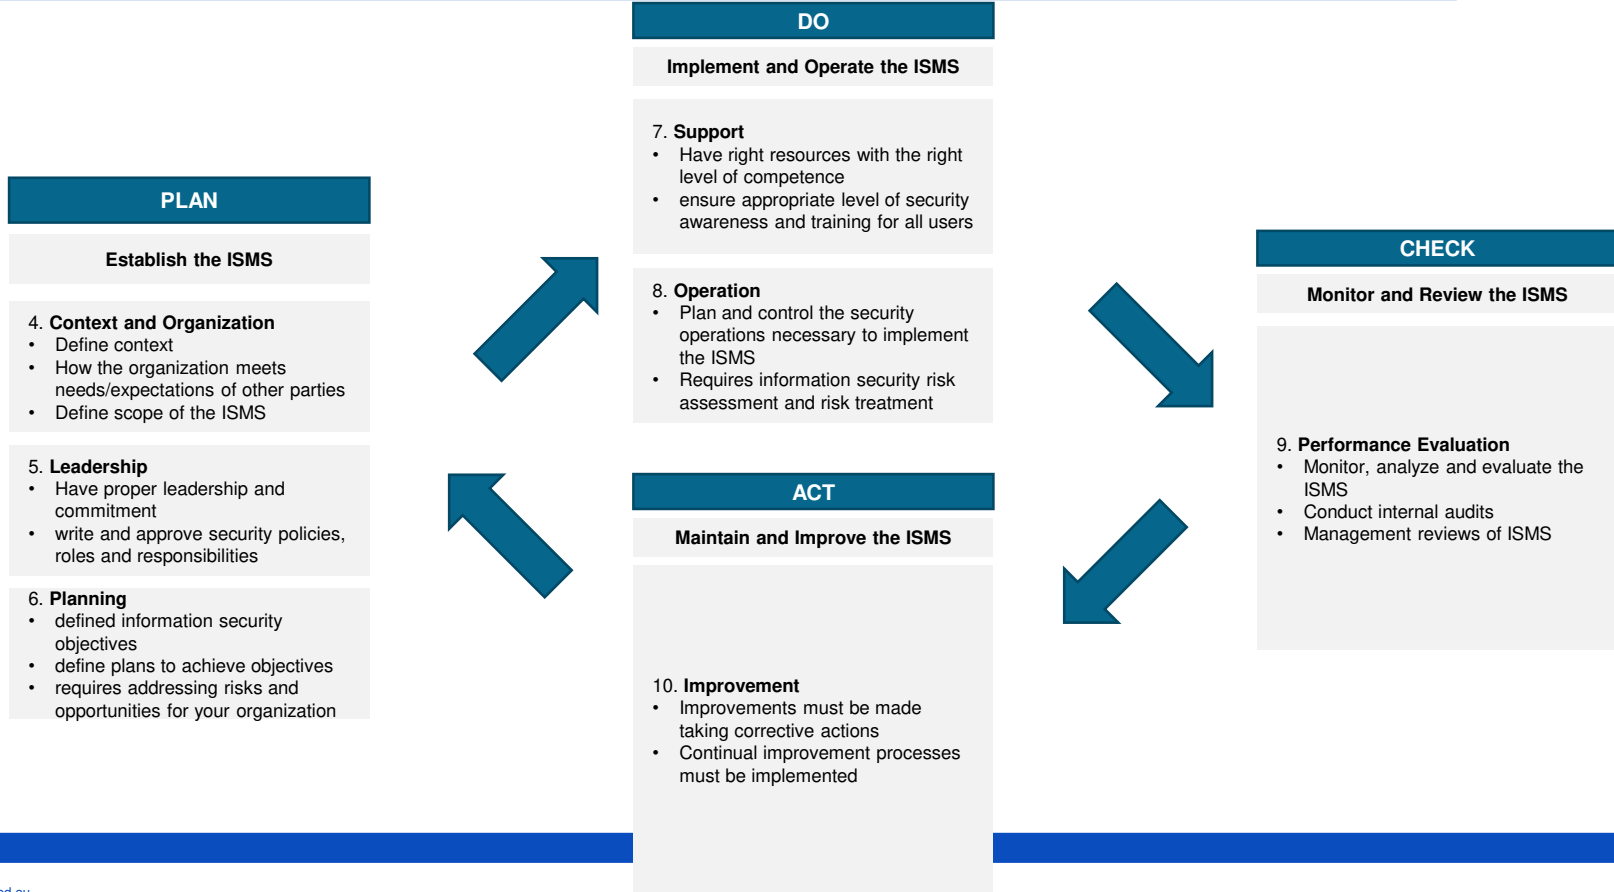 DO
Implement and Operate the ISMS
7. Support
• Have right resources with the right
level of competence
• ensure appropriate level of security
awareness and training for all users
8. Operation
• Plan and control the security
operations necessary to implement
the ISMS
• Requires information security risk
assessment and risk treatment
PLAN
Establish the ISMS
4. Context and Organization
• Define context
• How the organization meets
needs/expectations of other parties
• Define scope of the ISMS
5. Leadership
• Have proper leadership and
commitment
• write and approve security policies,
roles and responsibilities
6. Planning
• defined information security
objectives
• define plans to achieve objectives
• requires addressing risks and
opportunities for your organization
CHECK
Monitor and Review the ISMS
9. Performance Evaluation
• Monitor, analyze and evaluate the
ISMS
• Conduct internal audits
• Management reviews of ISMS
ACT
Maintain and Improve the ISMS
10. Improvement
• Improvements must be made
taking corrective actions
• Continual improvement processes
must be implemented